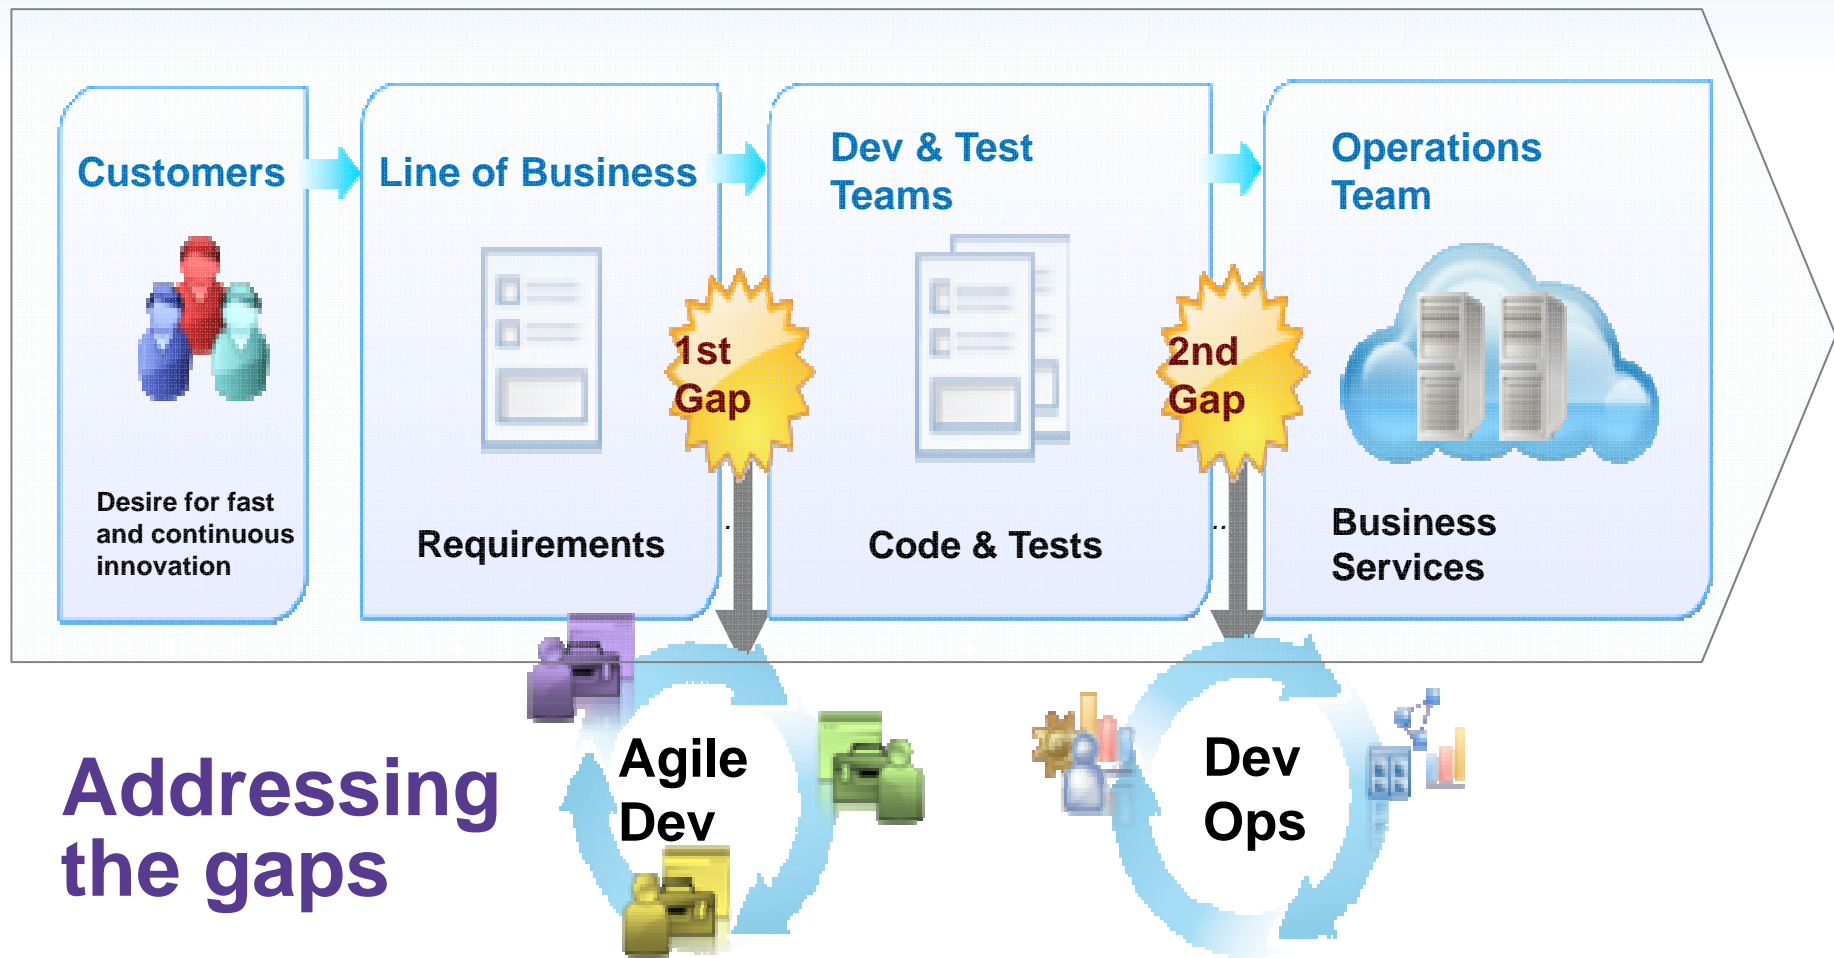 Customers
Line of Business
Dev & Test
Teams
Operations
Team
1st
Gap
2nd
Gap
Desire for fast
and continuous
innovation
Requirements
Code & Tests
Business
Services
.
..
Addressing
the gaps
Agile
Dev
Dev
Ops